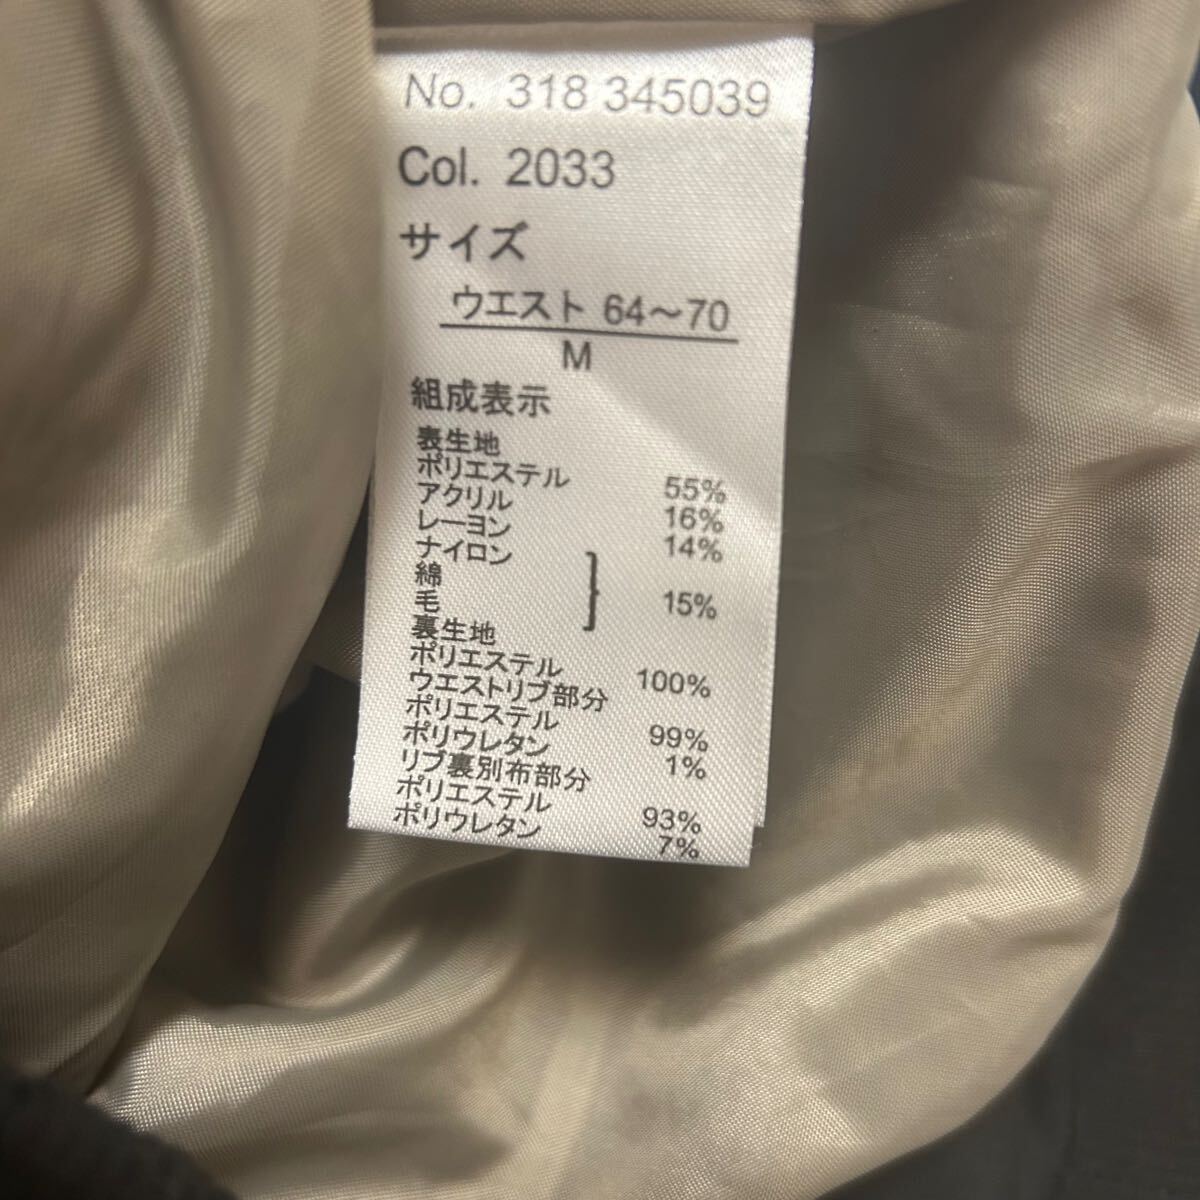 No. 318 345039
Col. 2033
サイズ
ウエスト 64～70
M
組成表示
表生地
ポリエステル 55%
アクリル 16%
レーヨン 14%
ナイロン
綿
毛 15%
裏生地
ポリエステル 100%
ウエストリブ部分
ポリエステル 99%
ポリウレタン 1%
リブ裏別布部分
ポリエステル 93%
ポリウレタン 7%